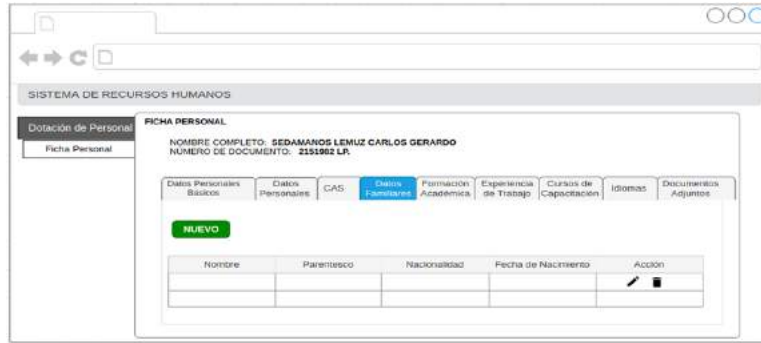 SISTEMA DE RECURSOS HUMANOS
Dotación de Personal
Ficha Personal
FICHA PERSONAL
NOMBRE COMPLETO: SEDAMANOS LEMUZ CARLOS GERARDO
NÚMERO DE DOCUMENTO: 2151982 LP.
Datos Personales Básicos
Datos Personales
CAS
Datos Familiares
Formación Académica
Experiencia de Trabajo
Cursos de Capacitación
Idiomas
Documentos Adjuntos
NUEVO
Nombre Parentesco Nacionalidad Fecha de Nacimiento Acción